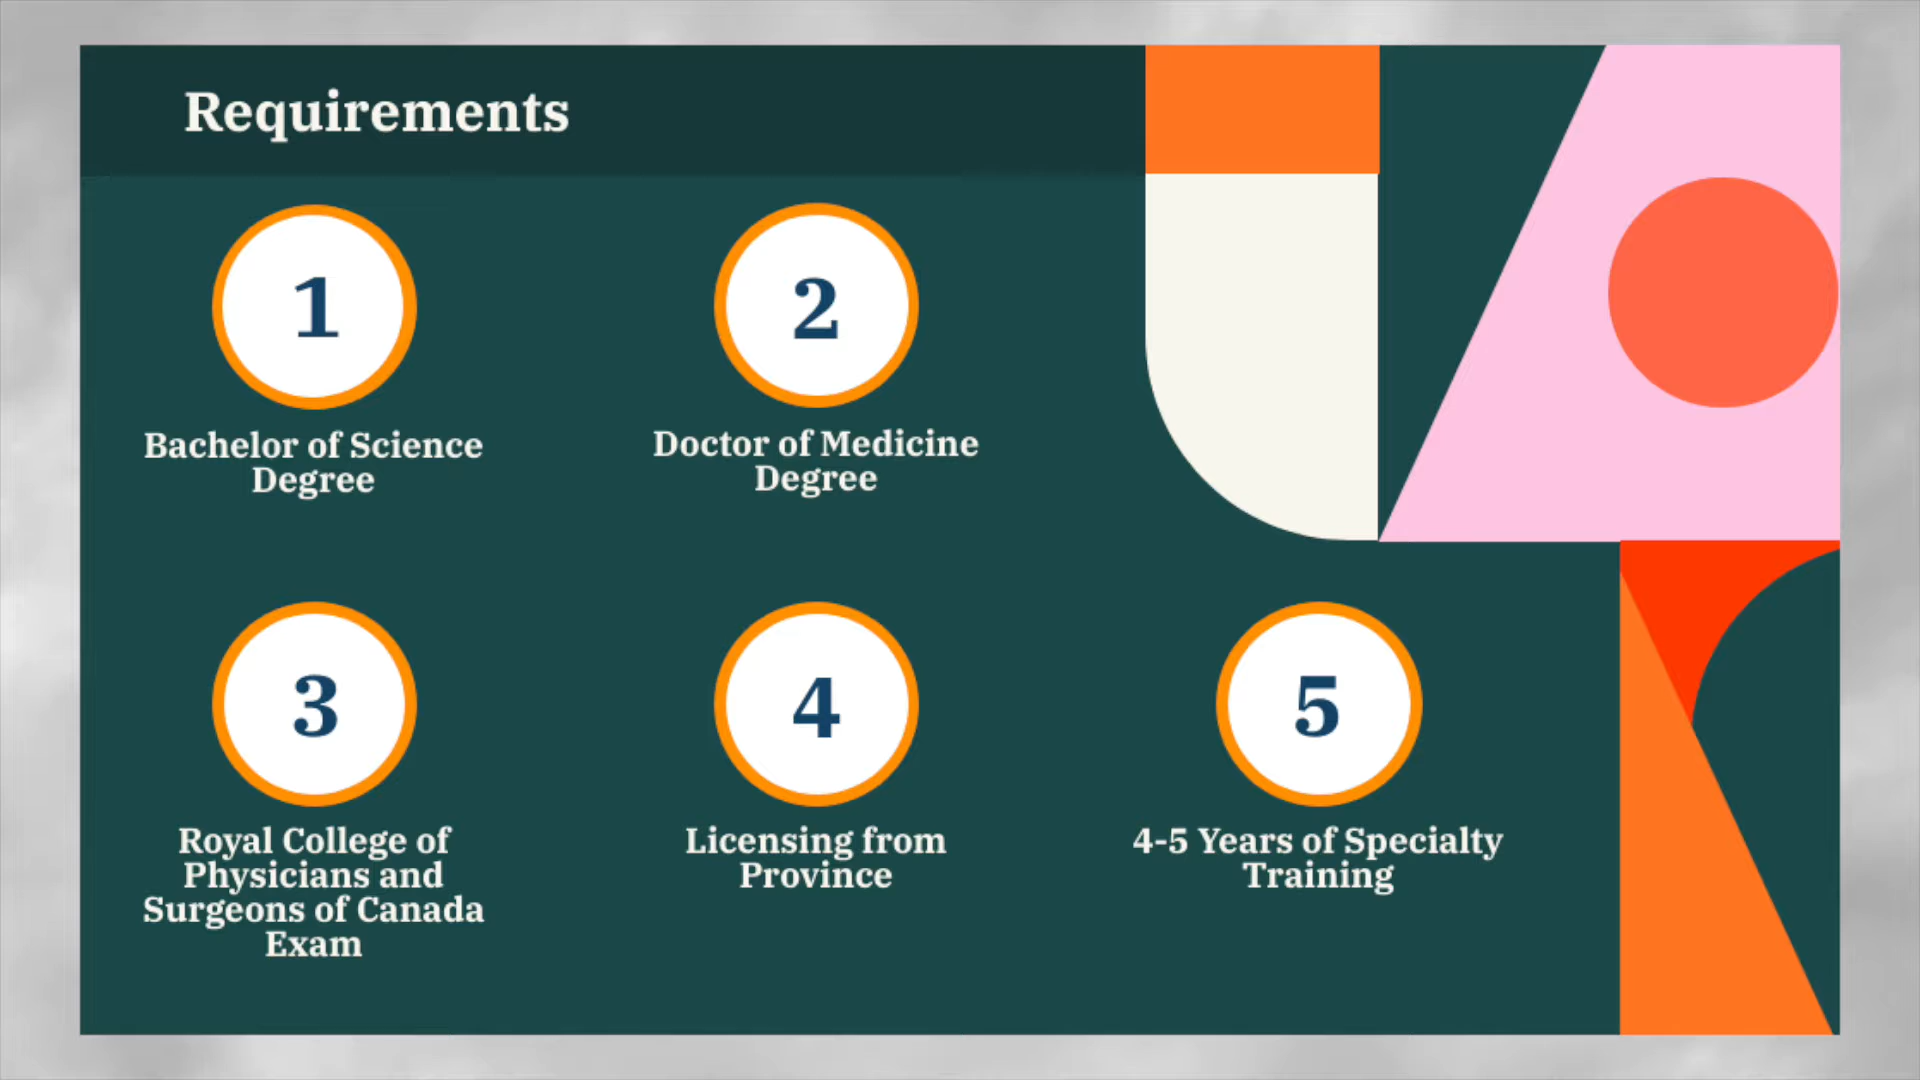 Requirements
1
Bachelor of Science
Degree
2
Doctor of Medicine
Degree
3
Royal College of
Physicians and
Surgeons of Canada
Exam
4
Licensing from
Province
5
4-5 Years of Specialty
Training